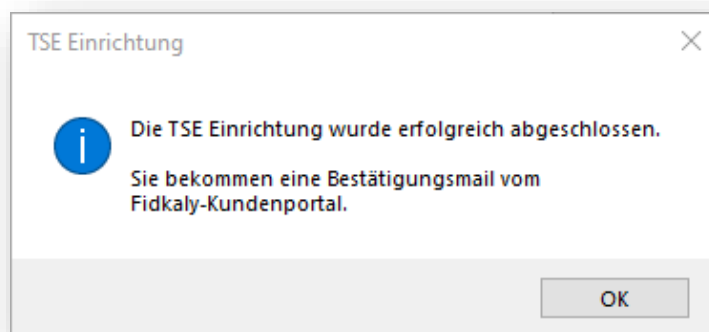 TSE Einrichtung
Die TSE Einrichtung wurde erfolgreich abgeschlossen.
Sie bekommen eine Bestätigungsmail vom
Fidkaly-Kundenportal.
OK